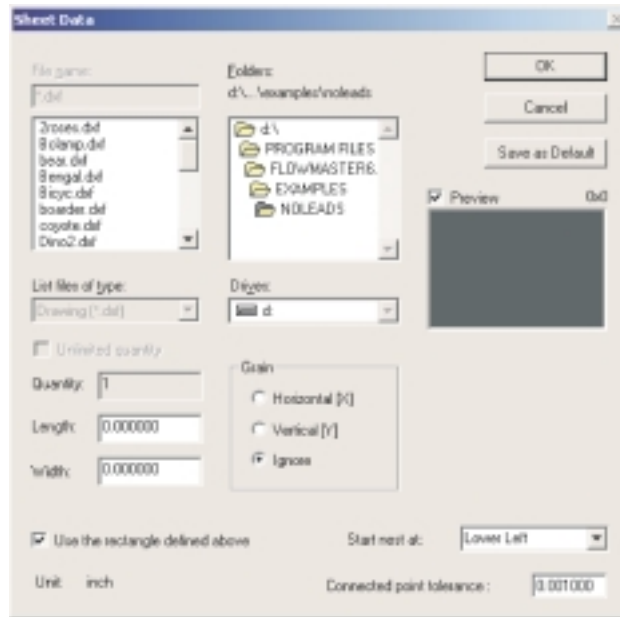 Sheet Data
File name:
*.dxf
2roses.dxf
Bclamp.dxf
bear.dxf
Bengal.dxf
Bicyc.dxf
boarder.dxf
coyote.dxf
Dino2.dxf
List files of type:
Drawing (*.dxf)
Unlimited quantity
Quantity: 1
Length: 0.000000
Width: 0.000000
Folders:
d:\...\examples\noleads
d:\
PROGRAM FILES
FLOWMASTER6.
EXAMPLES
NOLEADS
Drives:
d:
Grain
Horizontal [X]
Vertical [Y]
Ignore
OK
Cancel
Save as Default
Preview 0x0
Use the rectangle defined above
Start nest at: Lower Left
Unit: inch
Connected point tolerance : 0.001000